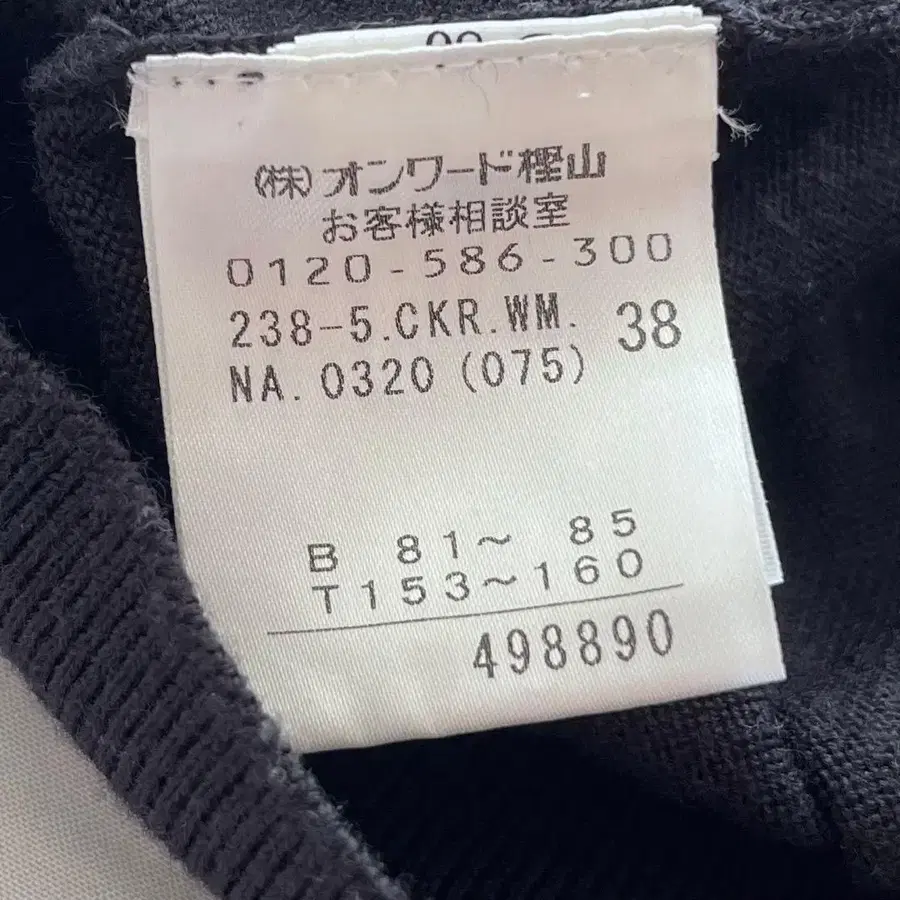 (株)オンワード樫山
お客様相談室
0120-586-300
238-5.CKR.WM. 38
NA.0320(075)
B 81～ 85
T153～160
498890